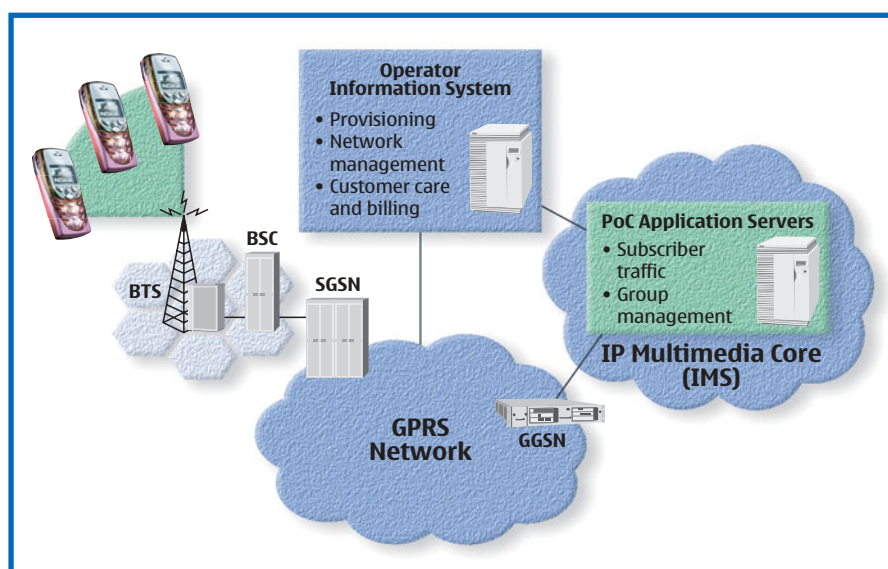 Operator
Information System
• Provisioning
• Network
management
• Customer care
and billing
PoC Application Servers
• Subscriber
traffic
• Group
management
IP Multimedia Core
(IMS)
BTS
BSC
SGSN
GPRS
Network
GGSN